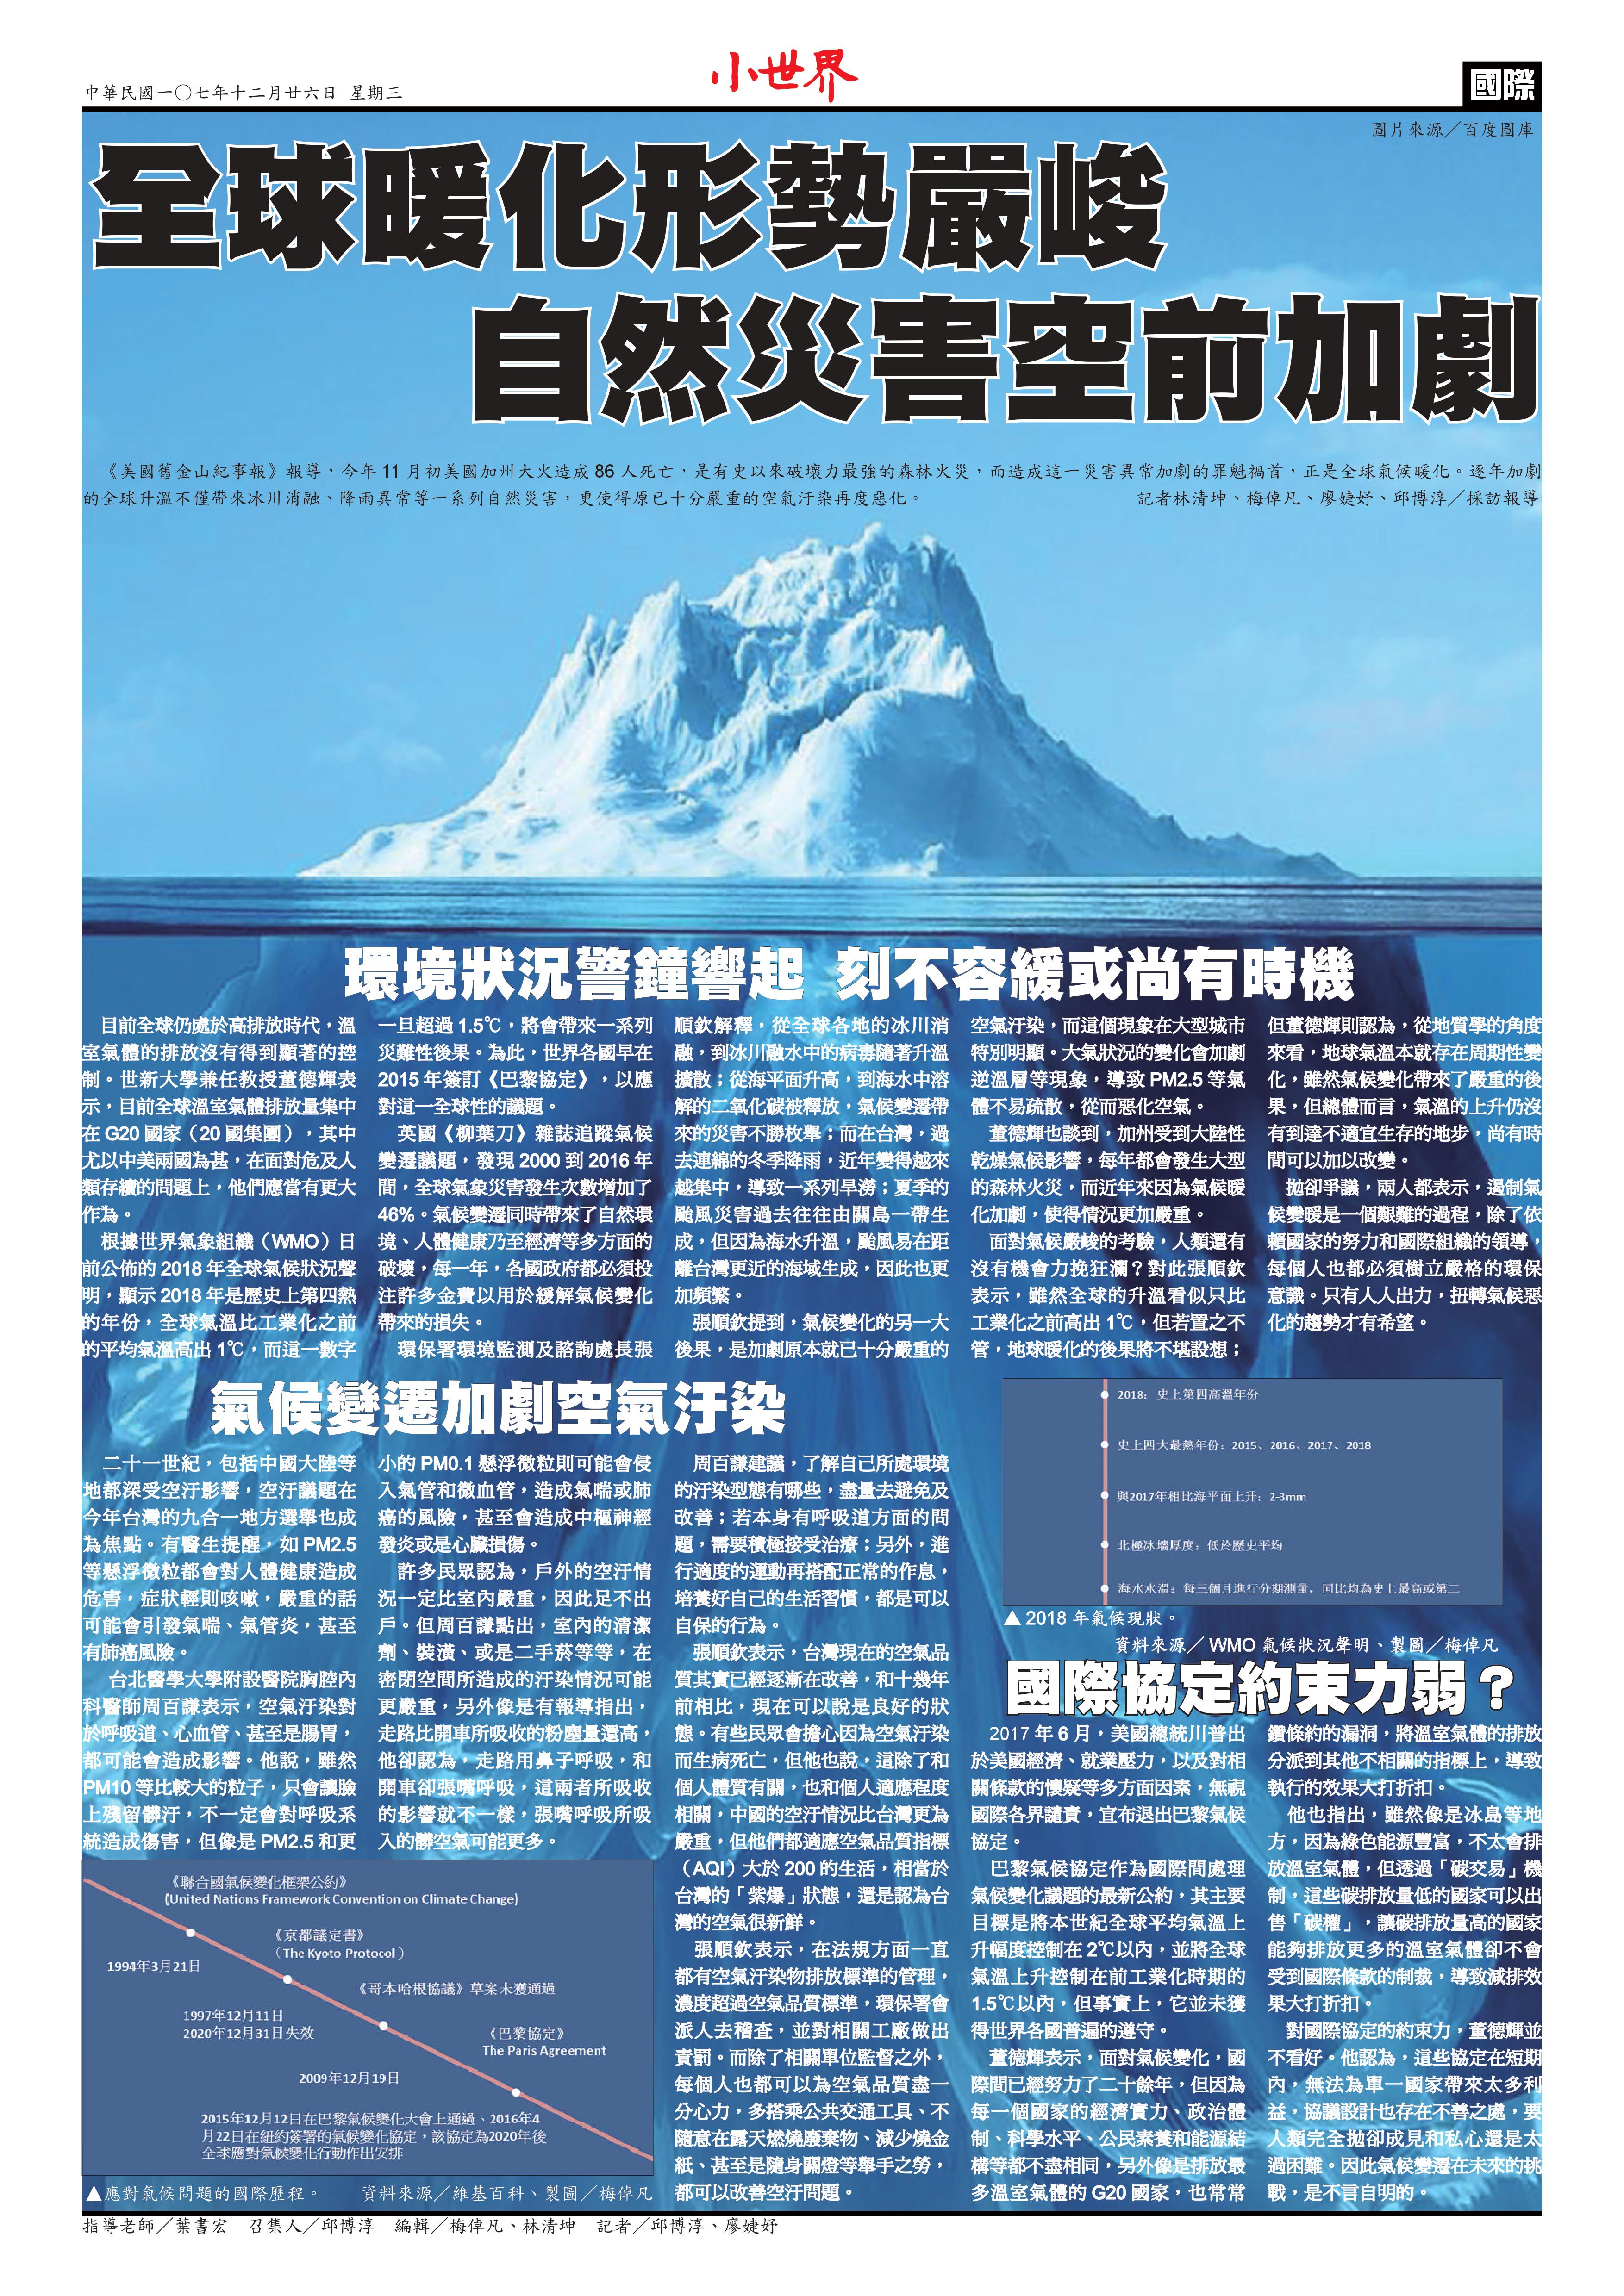 中華民國一〇七年十二月廿六日 星期三
小世界
國際
圖片來源／百度圖庫
全球暖化形勢嚴峻
自然災害空前加劇
《美國舊金山紀事報》報導，今年 11 月初美國加州大火造成 86 人死亡，是有史以來破壞力最強的森林火災，而造成這一災害異常加劇的罪魁禍首，正是全球氣候暖化。逐年加劇
的全球升溫不僅帶來冰川消融、降雨異常等一系列自然災害，更使得原已十分嚴重的空氣汙染再度惡化。
記者林清坤、梅倬凡、廖婕妤、邱博淳／採訪報導
環境狀況警鐘響起 刻不容緩或尚有時機
目前全球仍處於高排放時代，溫
室氣體的排放沒有得到顯著的控
制。世新大學兼任教授董德輝表
示，目前全球溫室氣體排放量集中
在 G20 國家（20 國集團），其中
尤以中美兩國為甚，在面對危及人
類存續的問題上，他們應當有更大
作為。
根據世界氣象組織（WMO）日
前公佈的 2018 年全球氣候狀況聲
明，顯示 2018 年是歷史上第四熱
的年份，全球氣溫比工業化之前
的平均氣溫高出 1℃，而這一數字
一旦超過 1.5℃，將會帶來一系列
災難性後果。為此，世界各國早在
2015 年簽訂《巴黎協定》，以應
對這一全球性的議題。
英國《柳葉刀》雜誌追蹤氣候
變遷議題，發現 2000 到 2016 年
間，全球氣象災害發生次數增加了
46%。氣候變遷同時帶來了自然環
境、人體健康乃至經濟等多方面的
破壞，每一年，各國政府都必須投
注許多金費以用於緩解氣候變化
帶來的損失。
環保署環境監測及諮詢處長張
順欽解釋，從全球各地的冰川消
融，到冰川融水中的病毒隨著升溫
擴散；從海平面升高，到海水中溶
解的二氧化碳被釋放，氣候變遷帶
來的災害不勝枚舉；而在台灣，過
去連綿的冬季降雨，近年變得越來
越集中，導致一系列旱澇；夏季的
颱風災害過去往往由關島一帶生
成，但因為海水升溫，颱風易在距
離台灣更近的海域生成，因此也更
加頻繁。
張順欽提到，氣候變化的另一大
後果，是加劇原本就已十分嚴重的
空氣汙染，而這個現象在大型城市
特別明顯。大氣狀況的變化會加劇
逆溫層等現象，導致 PM2.5 等氣
體不易疏散，從而惡化空氣。
董德輝也談到，加州受到大陸性
乾燥氣候影響，每年都會發生大型
的森林火災，而近年來因為氣候暖
化加劇，使得情況更加嚴重。
面對氣候嚴峻的考驗，人類還有
沒有機會力挽狂瀾？對此張順欽
表示，雖然全球的升溫看似只比
工業化之前高出 1℃，但若置之不
管，地球暖化的後果將不堪設想；
但董德輝則認為，從地質學的角度
來看，地球氣溫本就存在周期性變
化，雖然氣候變化帶來了嚴重的後
果，但總體而言，氣溫的上升仍沒
有到達不適宜生存的地步，尚有時
間可以加以改變。
拋卻爭議，兩人都表示，遏制氣
候變暖是一個艱難的過程，除了依
賴國家的努力和國際組織的領導，
每個人也都必須樹立嚴格的環保
意識。只有人人出力，扭轉氣候惡
化的趨勢才有希望。
氣候變遷加劇空氣汙染
二十一世紀，包括中國大陸等
地都深受空汙影響，空汙議題在
今年台灣的九合一地方選舉也成
為焦點。有醫生提醒，如 PM2.5
等懸浮微粒都會對人體健康造成
危害，症狀輕則咳嗽，嚴重的話
可能會引發氣喘、氣管炎，甚至
有肺癌風險。
台北醫學大學附設醫院胸腔內
科醫師周百謙表示，空氣汙染對
於呼吸道、心血管、甚至是腸胃，
都可能會造成影響。他說，雖然
PM10 等比較大的粒子，只會讓臉
上殘留髒汙，不一定會對呼吸系
統造成傷害，但像是 PM2.5 和更
小的 PM0.1 懸浮微粒則可能會侵
入氣管和微血管，造成氣喘或肺
癌的風險，甚至會造成中樞神經
發炎或是心臟損傷。
許多民眾認為，戶外的空汙情
況一定比室內嚴重，因此足不出
戶。但周百謙點出，室內的清潔
劑、裝潢、或是二手菸等等，在
密閉空間所造成的汙染情況可能
更嚴重，另外像是有報導指出，
走路比開車所吸收的粉塵量還高，
他卻認為，走路用鼻子呼吸，和
開車卻張嘴呼吸，這兩者所吸收
的影響就不一樣，張嘴呼吸所吸
入的髒空氣可能更多。
周百謙建議，了解自己所處環境
的汙染型態有哪些，盡量去避免及
改善；若本身有呼吸道方面的問
題，需要積極接受治療；另外，進
行適度的運動再搭配正常的作息，
培養好自己的生活習慣，都是可以
自保的行為。
張順欽表示，台灣現在的空氣品
質其實已經逐漸在改善，和十幾年
前相比，現在可以說是良好的狀
態。有些民眾會擔心因為空氣汙染
而生病死亡，但他也說，這除了和
個人體質有關，也和個人適應程度
相關，中國的空汙情況比台灣更為
嚴重，但他們都適應空氣品質指標
（AQI）大於 200 的生活，相當於
台灣的「紫爆」狀態，還是認為台
灣的空氣很新鮮。
張順欽表示，在法規方面一直
都有空氣汙染物排放標準的管理，
濃度超過空氣品質標準，環保署會
派人去稽查，並對相關工廠做出
責罰。而除了相關單位監督之外，
每個人也都可以為空氣品質盡一
分心力，多搭乘公共交通工具、不
隨意在露天燃燒廢棄物、減少燒金
紙、甚至是隨身關燈等舉手之勞，
都可以改善空汙問題。
2018：史上第四高溫年份
史上四大最熱年份：2015、2016、2017、2018
與2017年相比海平面上升：2-3mm
北極冰墻厚度：低於歷史平均
海水水溫：每三個月進行分期測量，同比均為史上最高或第二
▲ 2018 年氣候現狀。
資料來源／ WMO 氣候狀況聲明、製圖／梅倬凡
國際協定約束力弱？
2017 年 6 月，美國總統川普出
於美國經濟、就業壓力，以及對相
關條款的懷疑等多方面因素，無視
國際各界譴責，宣布退出巴黎氣候
協定。
巴黎氣候協定作為國際間處理
氣候變化議題的最新公約，其主要
目標是將本世紀全球平均氣溫上
升幅度控制在 2℃以內，並將全球
氣溫上升控制在前工業化時期的
1.5℃以內，但事實上，它並未獲
得世界各國普遍的遵守。
董德輝表示，面對氣候變化，國
際間已經努力了二十餘年，但因為
每一個國家的經濟實力、政治體
制、科學水平、公民素養和能源結
構等都不盡相同，另外像是排放最
多溫室氣體的 G20 國家，也常常
鑽條約的漏洞，將溫室氣體的排放
分派到其他不相關的指標上，導致
執行的效果大打折扣。
他也指出，雖然像是冰島等地
方，因為綠色能源豐富，不太會排
放溫室氣體，但透過「碳交易」機
制，這些碳排放量低的國家可以出
售「碳權」，讓碳排放量高的國家
能夠排放更多的溫室氣體卻不會
受到國際條款的制裁，導致減排效
果大打折扣。
對國際協定的約束力，董德輝並
不看好。他認為，這些協定在短期
內，無法為單一國家帶來太多利
益，協議設計也存在不善之處，要
人類完全拋卻成見和私心還是太
過困難。因此氣候變遷在未來的挑
戰，是不言自明的。
《聯合國氣候變化框架公約》
(United Nations Framework Convention on Climate Change)
《京都議定書》
（The Kyoto Protocol）
1994年3月21日
《哥本哈根協議》草案未獲通過
1997年12月11日
2020年12月31日失效
《巴黎協定》
The Paris Agreement
2009年12月19日
2015年12月12日在巴黎氣候變化大會上通過、2016年4
月22日在紐約簽署的氣候變化協定，該協定為2020年後
全球應對氣候變化行動作出安排
▲應對氣候問題的國際歷程。 資料來源／維基百科、製圖／梅倬凡
指導老師／葉書宏 召集人／邱博淳 編輯／梅倬凡、林清坤 記者／邱博淳、廖婕妤